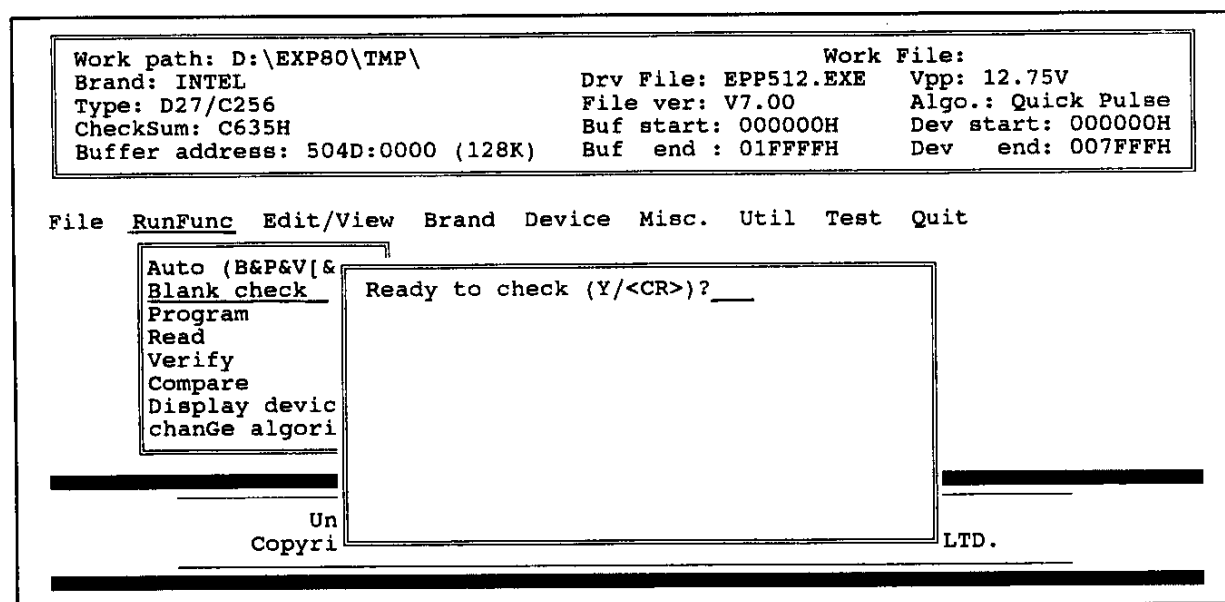 Work path: D:\EXP80\TMP\ Work File:
Brand: INTEL Drv File: EPP512.EXE Vpp: 12.75V
Type: D27/C256 File ver: V7.00 Algo.: Quick Pulse
CheckSum: C635H Buf start: 000000H Dev start: 000000H
Buffer address: 504D:0000 (128K) Buf end : 01FFFFH Dev end: 007FFFH
File RunFunc Edit/View Brand Device Misc. Util Test Quit
Auto (B&P&V[&
Blank check Ready to check (Y/<CR>)?___
Program
Read
Verify
Compare
Display devic
chanGe algori
Un
Copyri LTD.